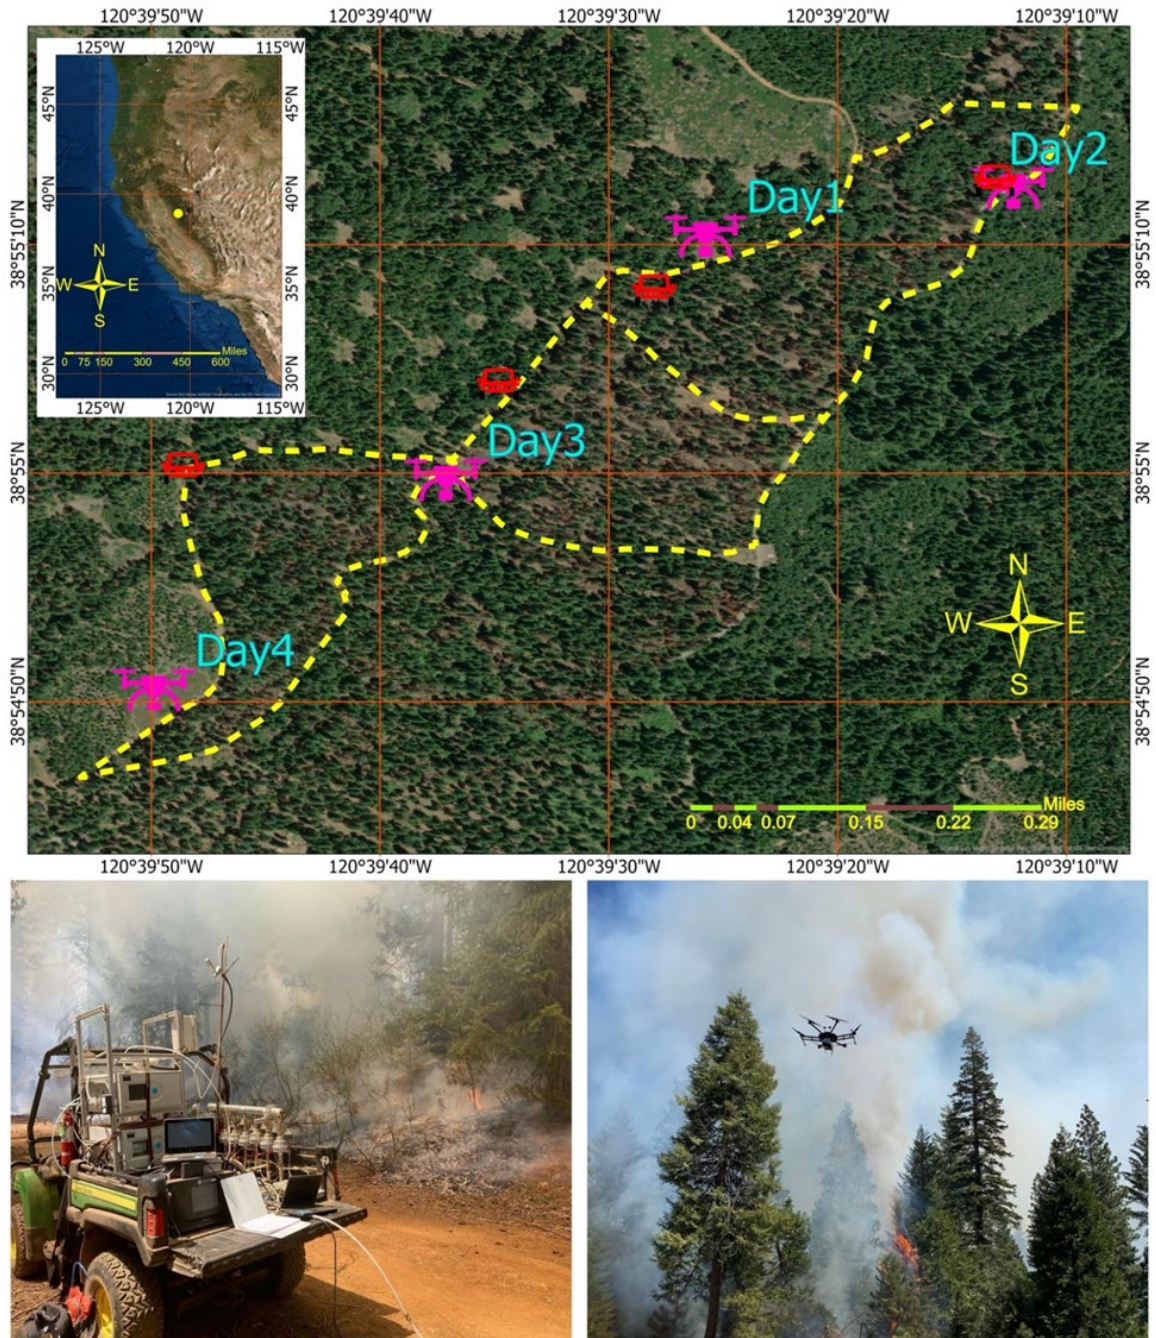 120°39'50"W 120°39'40"W 120°39'30"W 120°39'20"W 120°39'10"W
125°W 120°W 115°W
45°N 45°N
40°N 40°N
35°N 35°N
30°N 30°N
N
W E
S
Miles
0 75 150 300 450 600
125°W 120°W 115°W
Day2
Day1
38°55'10"N 38°55'10"N
Day3
38°55'N 38°55'N
N
W E
S
Day4
38°54'50"N 38°54'50"N
Miles
0 0.04 0.07 0.15 0.22 0.29
120°39'50"W 120°39'40"W 120°39'30"W 120°39'20"W 120°39'10"W